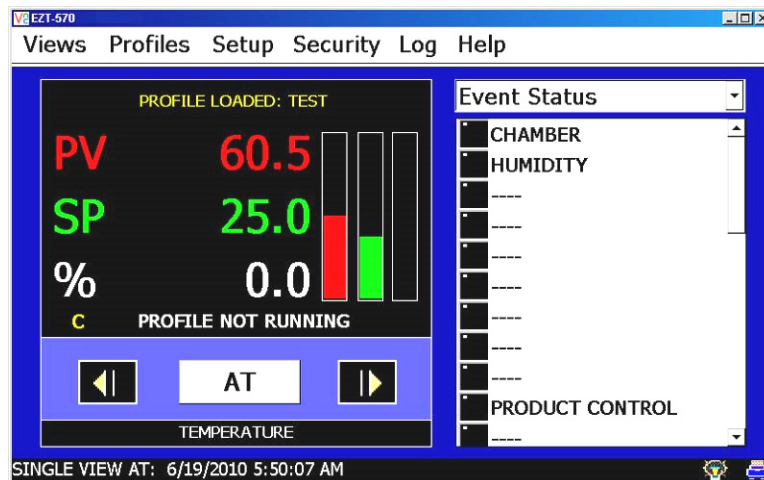 EZT-570
Views Profiles Setup Security Log Help
PROFILE LOADED: TEST
PV 60.5
SP 25.0
% 0.0
C PROFILE NOT RUNNING
AT
TEMPERATURE
Event Status
CHAMBER
HUMIDITY
----
----
----
----
----
----
----
PRODUCT CONTROL
----
SINGLE VIEW AT: 6/19/2010 5:50:07 AM